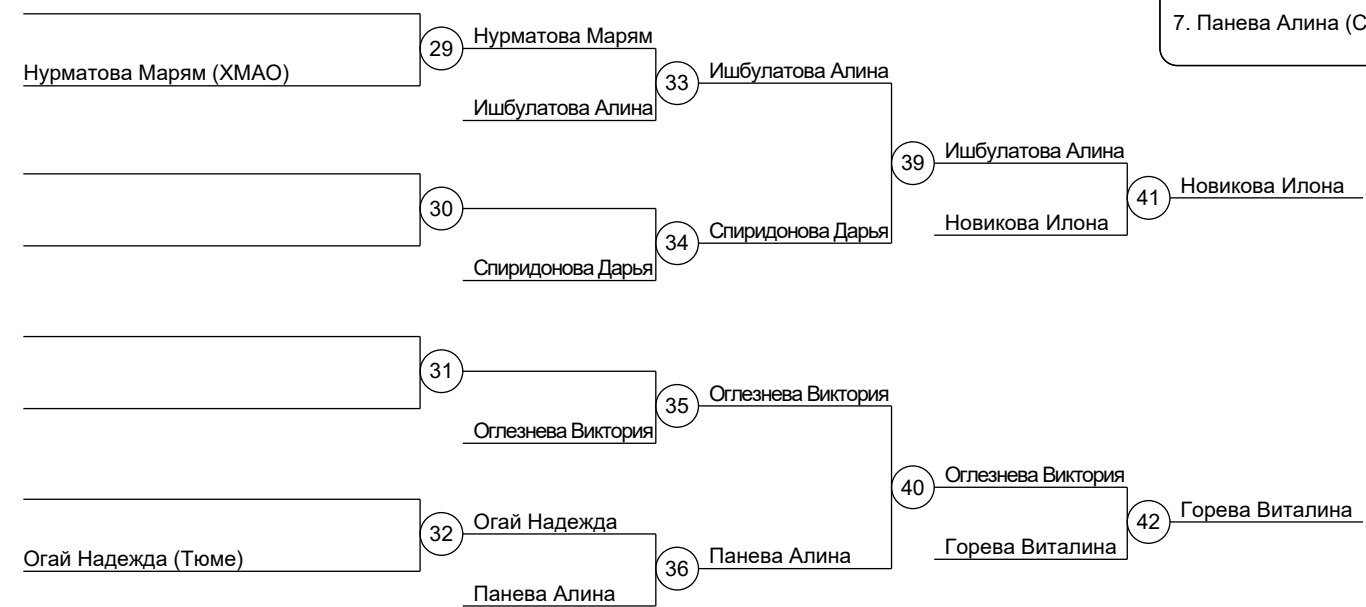 7. Панева Алина (С
29
Нурматова Марям
Нурматова Марям (ХМАО)
33
Ишбулатова Алина
Ишбулатова Алина
39
Ишбулатова Алина
41
Новикова Илона
30
34
Спиридонова Дарья
Новикова Илона
Спиридонова Дарья
31
35
Оглезнева Виктория
Оглезнева Виктория
40
Оглезнева Виктория
42
Горева Виталина
32
Огай Надежда
Огай Надежда (Тюме)
36
Панева Алина
Горева Виталина
Панева Алина